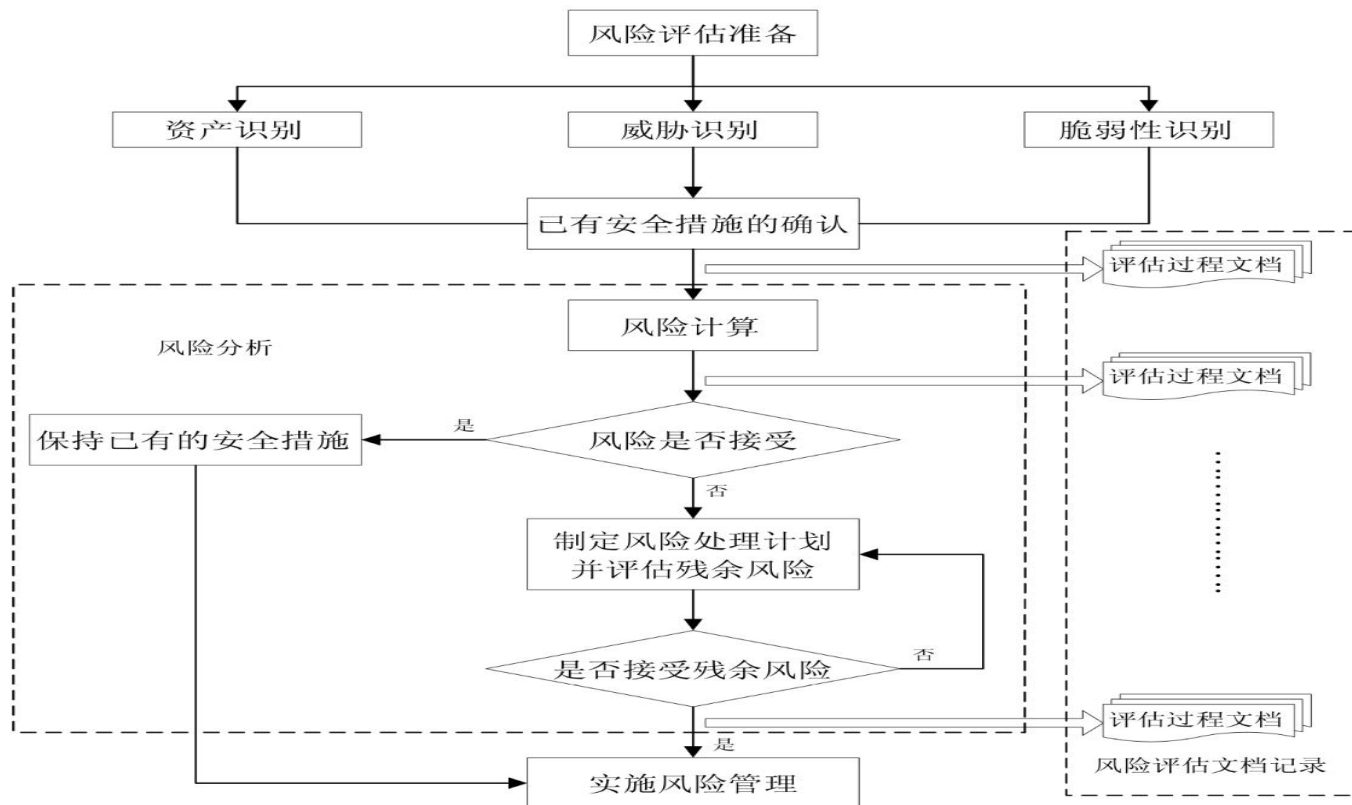 风险评估准备
资产识别
威胁识别
脆弱性识别
已有安全措施的确认
评估过程文档
风险计算
风险分析
评估过程文档
保持已有的安全措施
是
风险是否接受
否
制定风险处理计划
并评估残余风险
是否接受残余风险
否
评估过程文档
是
风险评估文档记录
实施风险管理